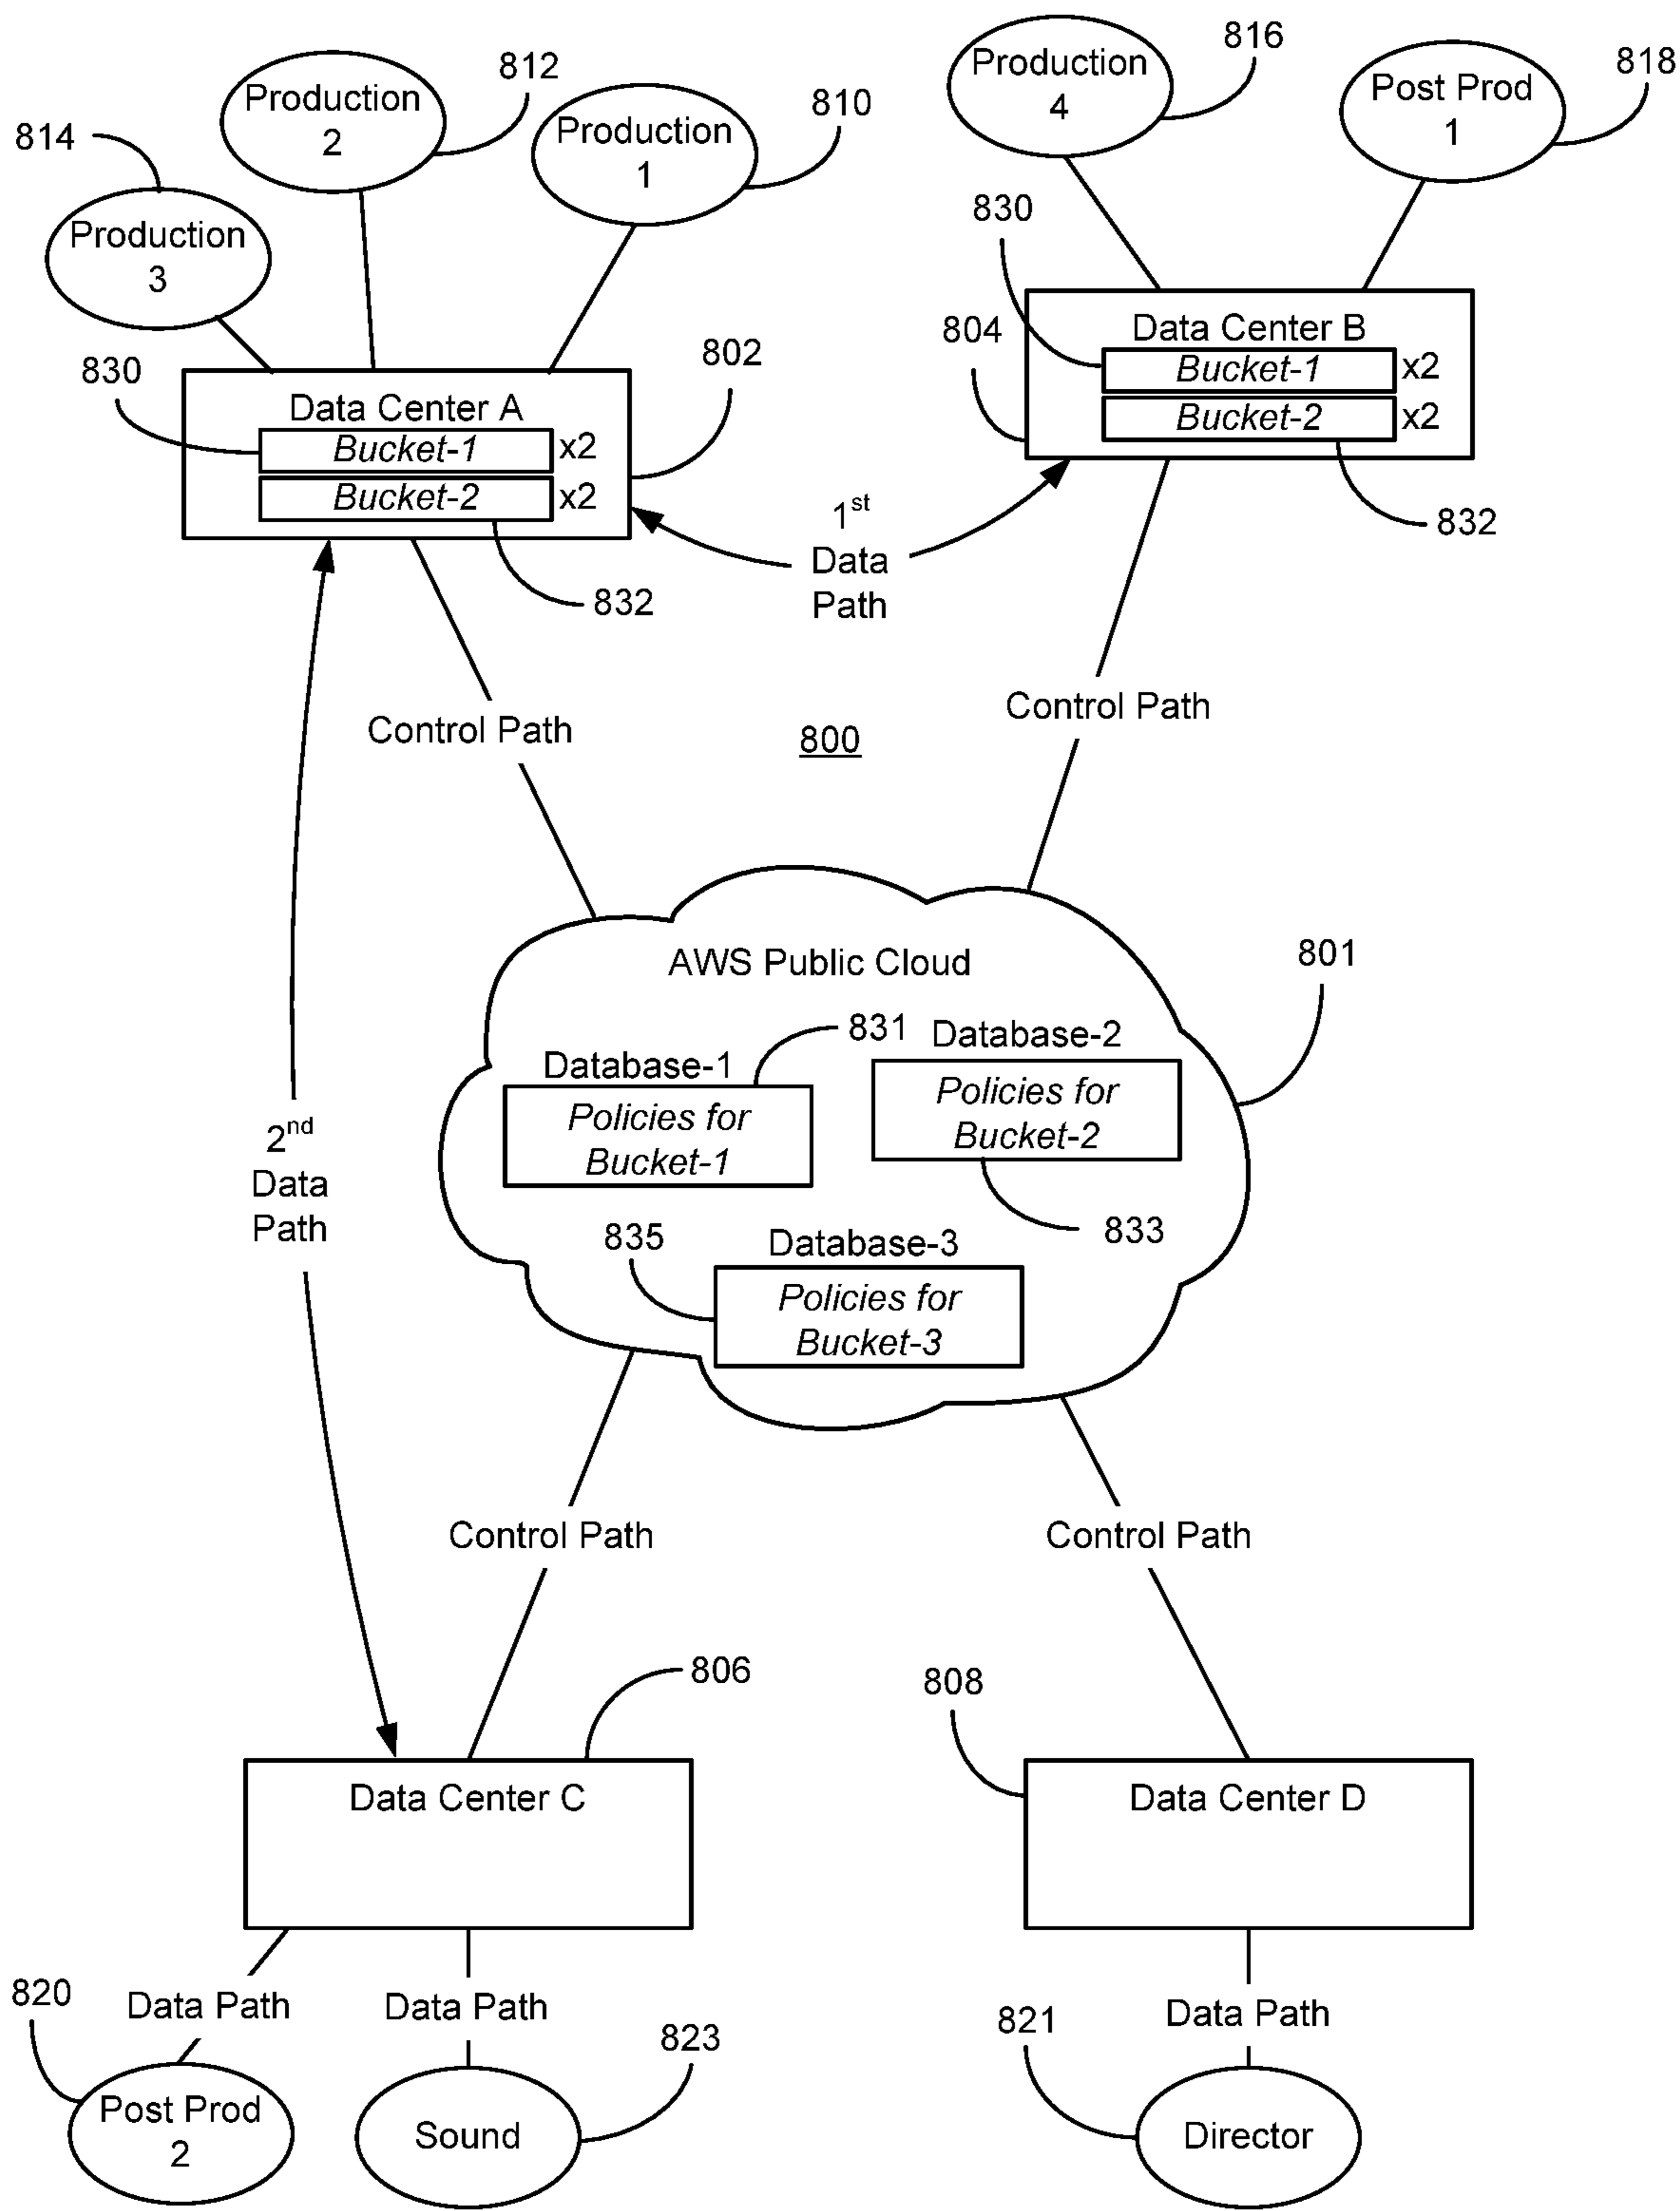 816
818
Production
4
Post Prod
1
812
Production
2
810
Production
1
814
Production
3
830
804
Data Center B
Bucket-1 x2
Bucket-2 x2
832
830
802
Data Center A
Bucket-1 x2
Bucket-2 x2
832
1st
Data
Path
Control Path
Control Path
800
AWS Public Cloud
801
831
Database-1
Policies for
Bucket-1
Database-2
Policies for
Bucket-2
833
2nd
Data
Path
835
Database-3
Policies for
Bucket-3
Control Path
Control Path
806
808
Data Center C
Data Center D
820
Data Path
Data Path
823
821
Data Path
Post Prod
2
Sound
Director